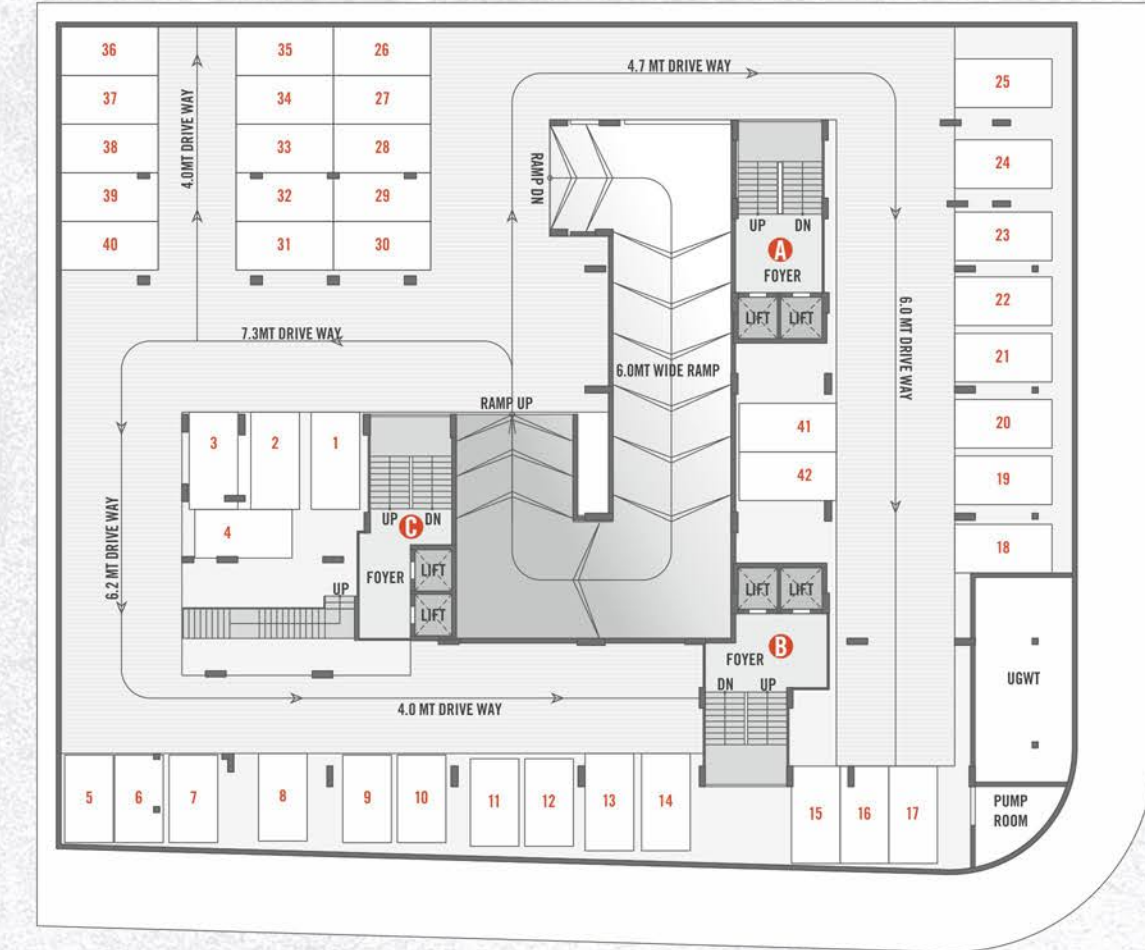 36
35
26
4.7 MT DRIVE WAY
25
37
34
27
4.0MT DRIVE WAY
38
33
28
RAMP DN
24
39
32
29
UP DN
A
FOYER
23
40
31
30
LIFT LIFT
22
7.3MT DRIVE WAY
6.0 MT DRIVE WAY
21
6.0MT WIDE RAMP
RAMP UP
41
20
3
2
1
42
19
4
UP DN
C
18
6.2 MT DRIVE WAY
FOYER
LIFT
LIFT
UP
LIFT LIFT
B
FOYER
DN UP
UGWT
4.0 MT DRIVE WAY
5
6
7
8
9
10
11
12
13
14
15
16
17
PUMP
ROOM